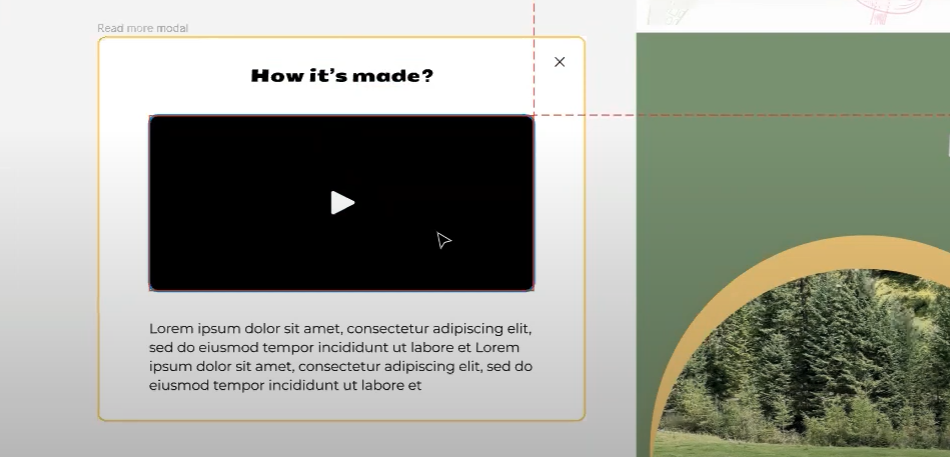 Read more modal
How it's made?
Lorem ipsum dolor sit amet, consectetur adipiscing elit,
sed do eiusmod tempor incididunt ut labore et Lorem
ipsum dolor sit amet, consectetur adipiscing elit, sed do
eiusmod tempor incididunt ut labore et